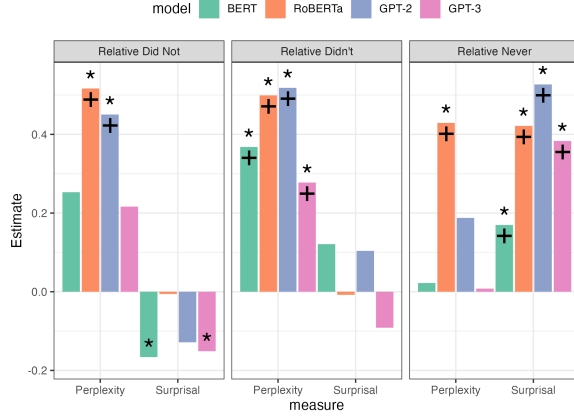 model BERT RoBERTa GPT-2 GPT-3
Relative Did Not Relative Didn't Relative Never
* * * * * * * * * * * * *
+ + + + + + + + + + +
Estimate
0.4
0.2
0.0
-0.2
Perplexity Surprisal Perplexity Surprisal Perplexity Surprisal
measure